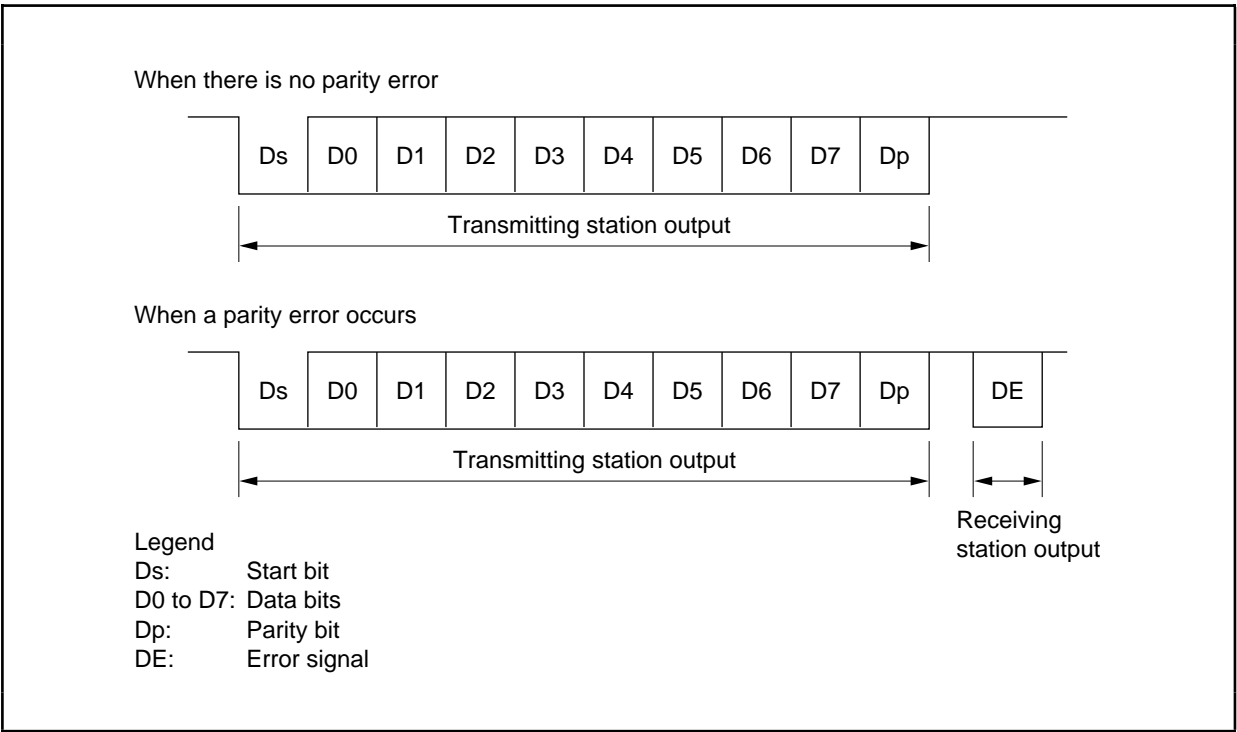 When there is no parity error
Ds D0 D1 D2 D3 D4 D5 D6 D7 Dp
Transmitting station output
When a parity error occurs
Ds D0 D1 D2 D3 D4 D5 D6 D7 Dp DE
Transmitting station output
Receiving
station output
Legend
Ds: Start bit
D0 to D7: Data bits
Dp: Parity bit
DE: Error signal